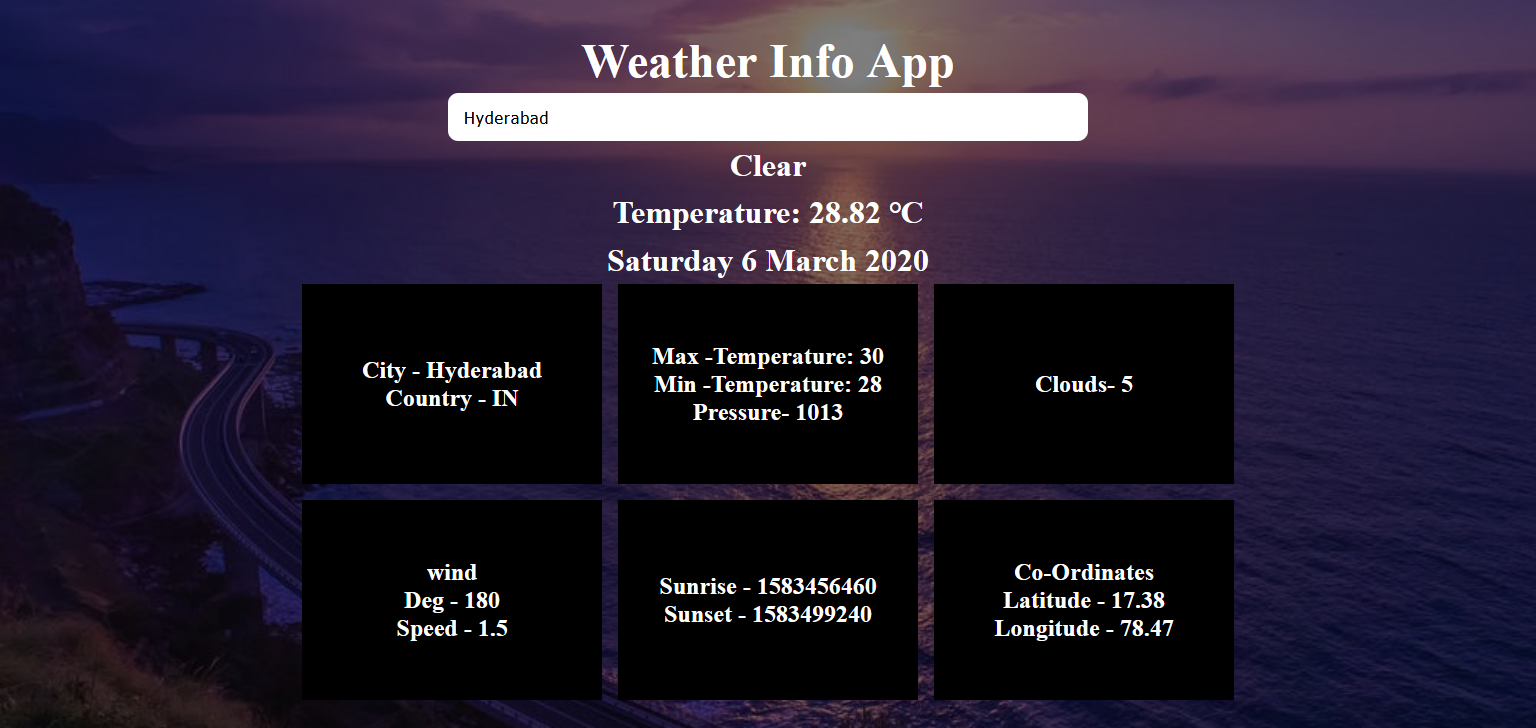 Weather Info App
Hyderabad
Clear
Temperature: 28.82 °C
Saturday 6 March 2020
City - Hyderabad
Country - IN
Max -Temperature: 30
Min -Temperature: 28
Pressure- 1013
Clouds- 5
wind
Deg - 180
Speed - 1.5
Sunrise - 1583456460
Sunset - 1583499240
Co-Ordinates
Latitude - 17.38
Longitude - 78.47